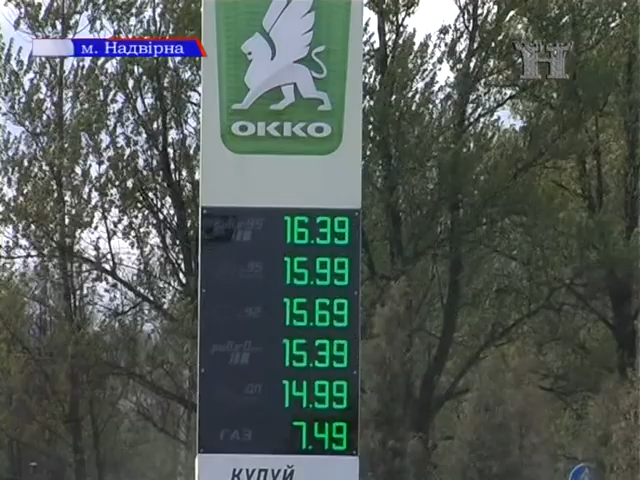 м. Надвірна
Н
OKKO
16.39
95 15.99
92 15.69
15.39
ДП 14.99
ГАЗ 7.49
КУПУЙ